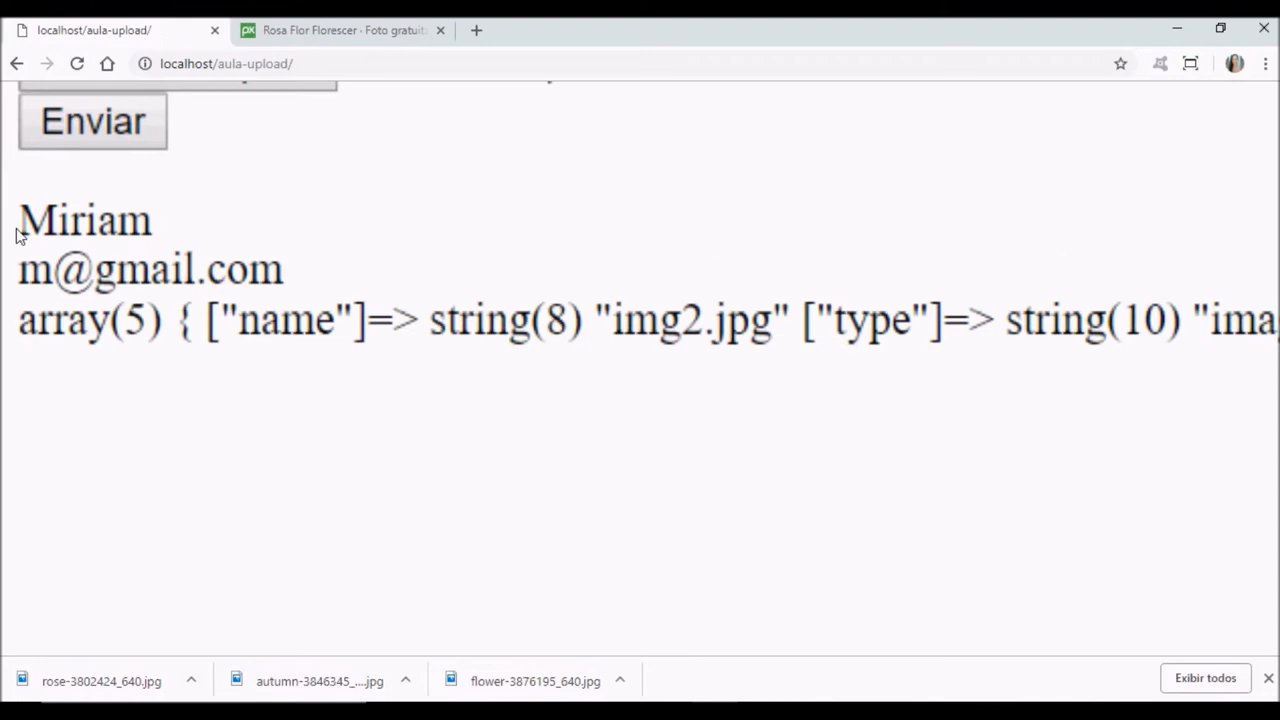 localhost/aula-upload/
px Rosa Flor Florescer · Foto gratuit
localhost/aula-upload/
Enviar
Miriam
m@gmail.com
array(5) { ["name"]=> string(8) "img2.jpg" ["type"]=> string(10) "ima
rose-3802424_640.jpg
autumn-3846345_....jpg
flower-3876195_640.jpg
Exibir todos